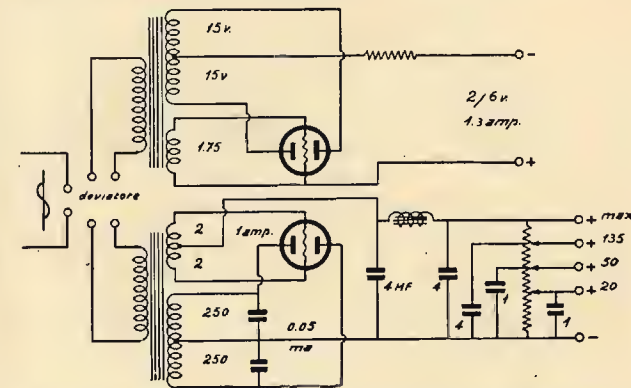 15 v.
15 v
-
2/6 v.
1.3 amp.
1.75
+
deviatore
2
1 amp.
2
+ max
+ 135
+ 50
+ 20
4 MF
4
4
1
1
250
0.05
ma
250
-